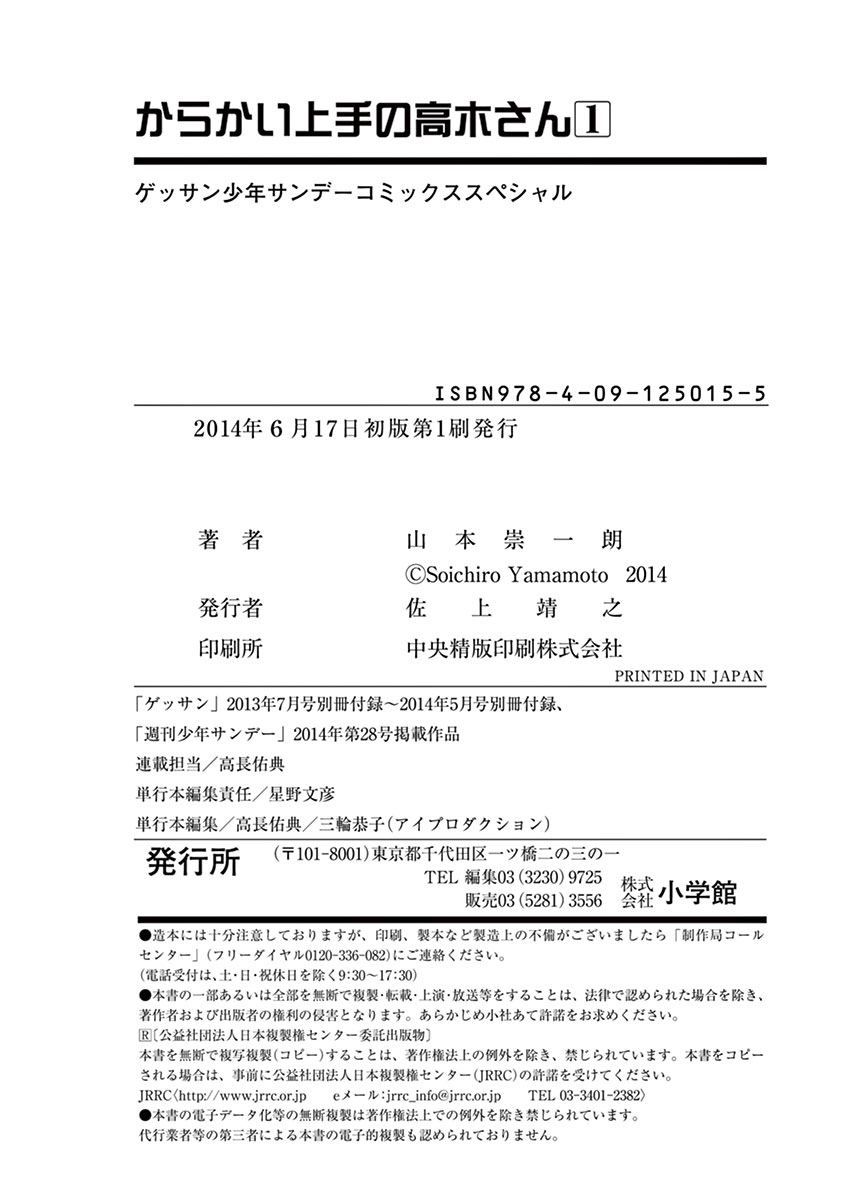 からかい上手の高木さん1
ゲッサン少年サンデーコミックススペシャル
ISBN978-4-09-125015-5
2014年6月17日初版第1刷発行
著 者 山本崇一朗
©Soichiro Yamamoto 2014
発行者 佐上靖之
印刷所 中央精版印刷株式会社
PRINTED IN JAPAN
「ゲッサン」2013年7月号別冊付録〜2014年5月号別冊付録、
「週刊少年サンデー」2014年第28号掲載作品
連載担当／高長佑典
単行本編集責任／星野文彦
単行本編集／高長佑典／三輪恭子(アイプロダクション)
発行所 (〒101-8001)東京都千代田区一ツ橋二の三の一
TEL 編集03(3230)9725
販売03(5281)3556 株式会社 小学館
●造本には十分注意しておりますが、印刷、製本など製造上の不備がございましたら「制作局コール
センター」(フリーダイヤル0120-336-082)にご連絡ください。
(電話受付は、土・日・祝休日を除く9:30〜17:30)
●本書の一部あるいは全部を無断で複製・転載・上演・放送等をすることは、法律で認められた場合を除き、
著作者および出版者の権利の侵害となります。あらかじめ小社あて許諾をお求めください。
R[公益社団法人日本複製権センター委託出版物]
本書を無断で複写複製(コピー)することは、著作権法上の例外を除き、禁じられています。本書をコピー
される場合は、事前に公益社団法人日本複製権センター(JRRC)の許諾を受けてください。
JRRC〈http://www.jrrc.or.jp eメール:jrrc_info@jrrc.or.jp TEL 03-3401-2382〉
●本書の電子データ化等の無断複製は著作権法上での例外を除き禁じられています。
代行業者等の第三者による本書の電子的複製も認められておりません。